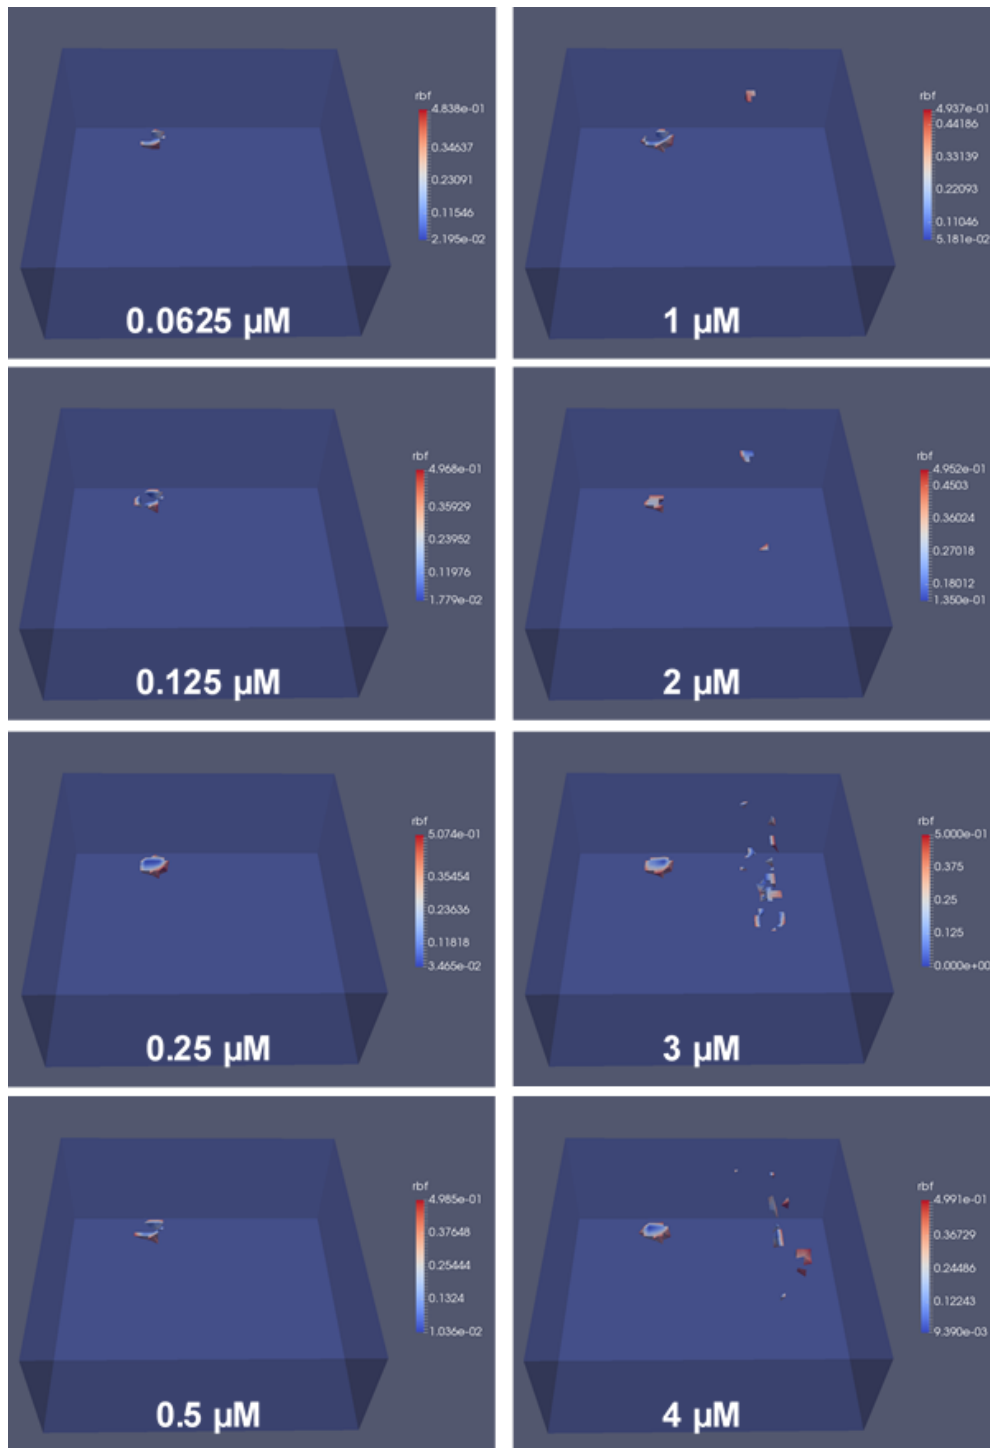 rbf
4.838e-01
0.34637
0.23091
0.11546
2.195e-02
0.0625 µM
rbf
4.937e-01
0.44186
0.33139
0.22093
0.11046
5.181e-02
1 µM
rbf
4.968e-01
0.35929
0.23952
0.11976
1.779e-02
0.125 µM
rbf
4.952e-01
0.4503
0.36024
0.27018
0.18012
1.350e-01
2 µM
rbf
5.074e-01
0.35454
0.23636
0.11818
3.465e-02
0.25 µM
rbf
5.000e-01
0.375
0.25
0.125
0.000e+00
3 µM
rbf
4.985e-01
0.37648
0.25444
0.1324
1.036e-02
0.5 µM
rbf
4.991e-01
0.36729
0.24486
0.12243
9.390e-03
4 µM